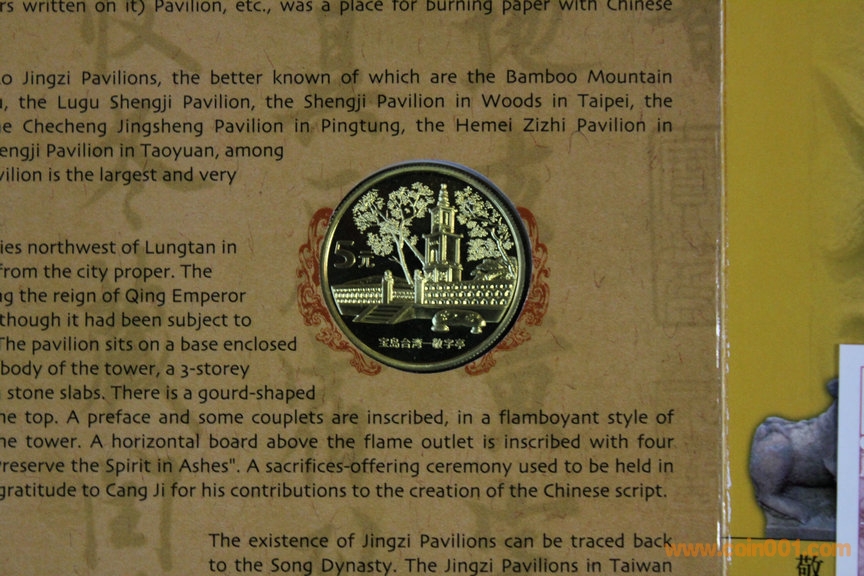 rs written on it) Pavilion, etc., was a place for burning paper with Chinese
o Jingzi Pavilions, the better known of which are the Bamboo Mountain
, the Lugu Shengji Pavilion, the Shengji Pavilion in Woods in Taipei, the
e Checheng Jingsheng Pavilion in Pingtung, the Hemei Zizhi Pavilion in
engji Pavilion in Taoyuan, among
vilion is the largest and very
ies northwest of Lungtan in
from the city proper. The
ng the reign of Qing Emperor
though it had been subject to
The pavilion sits on a base enclosed
body of the tower, a 3-storey
stone slabs. There is a gourd-shaped
he top. A preface and some couplets are inscribed, in a flamboyant style of
he tower. A horizontal board above the flame outlet is inscribed with four
reserve the Spirit in Ashes". A sacrifices-offering ceremony used to be held in
gratitude to Cang Ji for his contributions to the creation of the Chinese script.
The existence of Jingzi Pavilions can be traced back
to the Song Dynasty. The Jingzi Pavilions in Taiwan
5元
宝岛台湾—敬字亭
敬
www.coin001.com